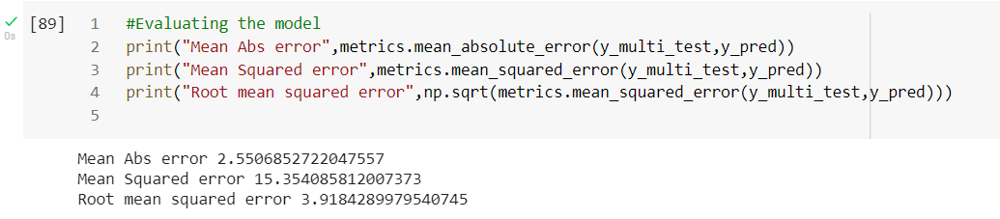 [89] 1 #Evaluating the model
0s 2 print("Mean Abs error",metrics.mean_absolute_error(y_multi_test,y_pred))
3 print("Mean Squared error",metrics.mean_squared_error(y_multi_test,y_pred))
4 print("Root mean squared error",np.sqrt(metrics.mean_squared_error(y_multi_test,y_pred)))
5
Mean Abs error 2.5506852722047557
Mean Squared error 15.354085812007373
Root mean squared error 3.9184289979540745